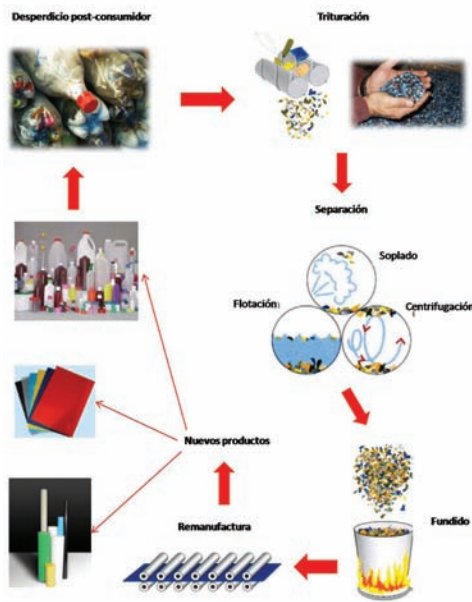 Desperdicio post-consumidor
Trituración
Separación
Soplado
Flotación
Centrifugación
Fundido
Remanufactura
Nuevos productos